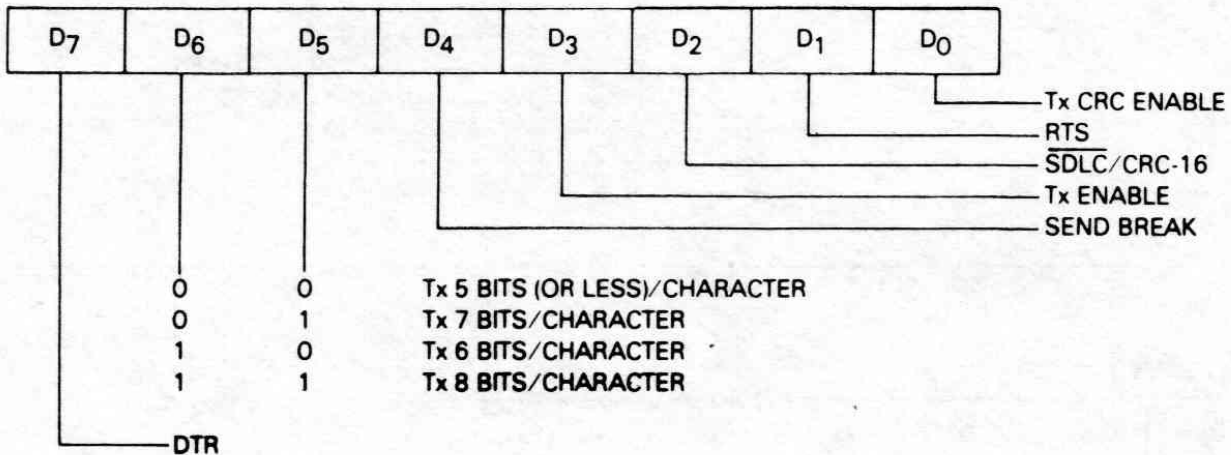 D7 D6 D5 D4 D3 D2 D1 D0
Tx CRC ENABLE
RTS
SDLC/CRC-16
Tx ENABLE
SEND BREAK
0 0 Tx 5 BITS (OR LESS)/CHARACTER
0 1 Tx 7 BITS/CHARACTER
1 0 Tx 6 BITS/CHARACTER
1 1 Tx 8 BITS/CHARACTER
DTR